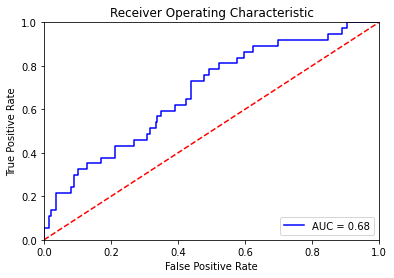 Receiver Operating Characteristic
1.0
0.8
0.6
0.4
0.2
0.0
True Positive Rate
AUC = 0.68
0.0 0.2 0.4 0.6 0.8 1.0
False Positive Rate